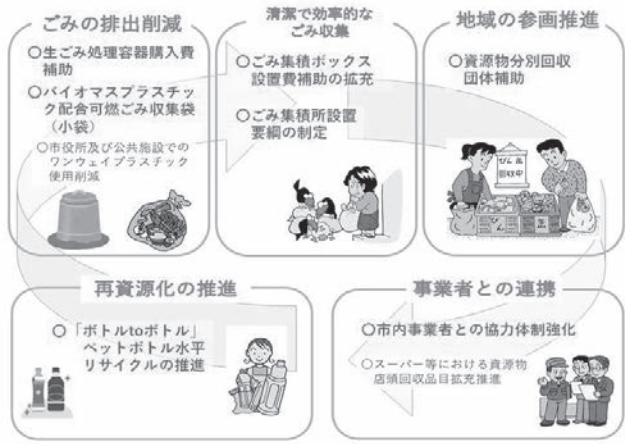 ごみの排出削減
○生ごみ処理容器購入費
補助
○バイオマスプラスチッ
ク配合可燃ごみ収集袋
(小袋)
○市役所及び公共施設での
ワンウェイプラスチック
使用削減
清潔で効率的な
ごみ収集
○ごみ集積ボックス
設置費補助の拡充
○ごみ集積所設置
要綱の制定
地域の参画推進
○資源物分別回収
団体補助
びん缶
回収中
びん
再資源化の推進
○「ボトルtoボトル」
ペットボトル水平
リサイクルの推進
事業者との連携
○市内事業者との協力体制強化
○スーパー等における資源物
店頭回収品目拡充推進